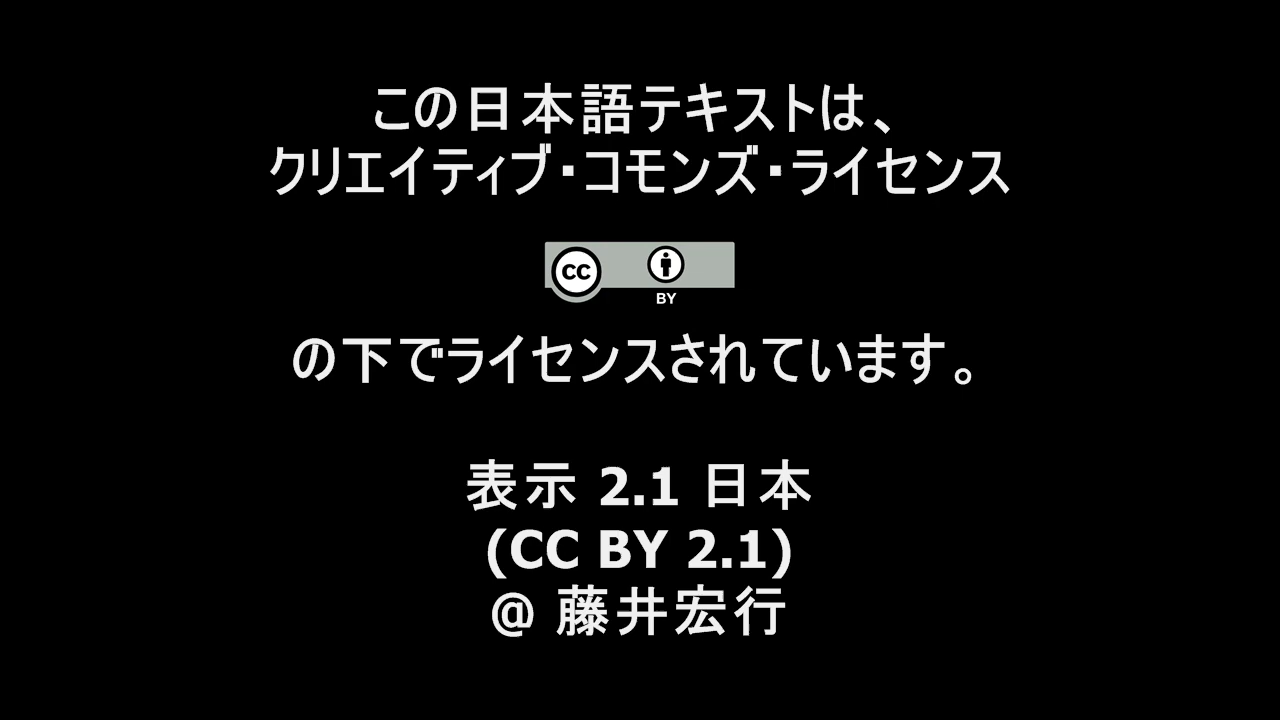 この日本語テキストは、
クリエイティブ・コモンズ・ライセンス
CC
BY
の下でライセンスされています。
表示 2.1 日本
(CC BY 2.1)
@ 藤井宏行